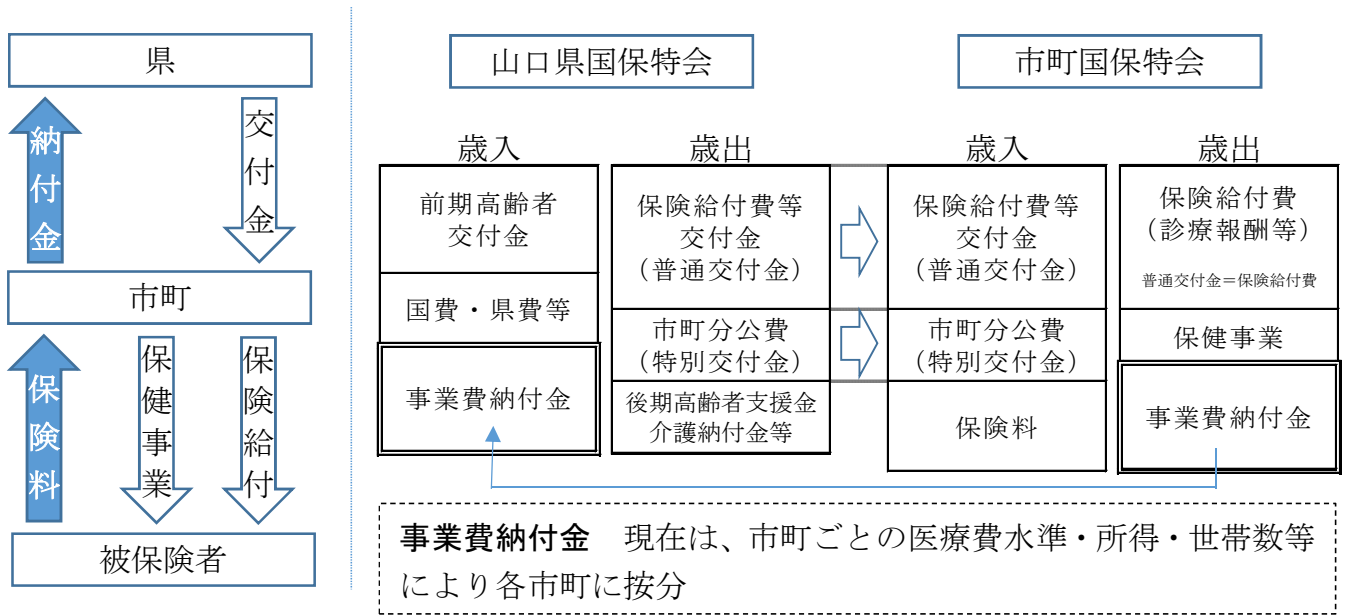 県
納付金
交付金
市町
保険料
保健事業
保険給付
被保険者
山口県国保特会
市町国保特会
歳入
歳出
歳入
歳出
前期高齢者
交付金
国費・県費等
事業費納付金
保険給付費等
交付金
（普通交付金）
市町分公費
（特別交付金）
後期高齢者支援金
介護納付金等
保険給付費等
交付金
（普通交付金）
市町分公費
（特別交付金）
保険料
保険給付費
（診療報酬等）
普通交付金＝保険給付費
保健事業
事業費納付金
事業費納付金　現在は、市町ごとの医療費水準・所得・世帯数等
により各市町に按分